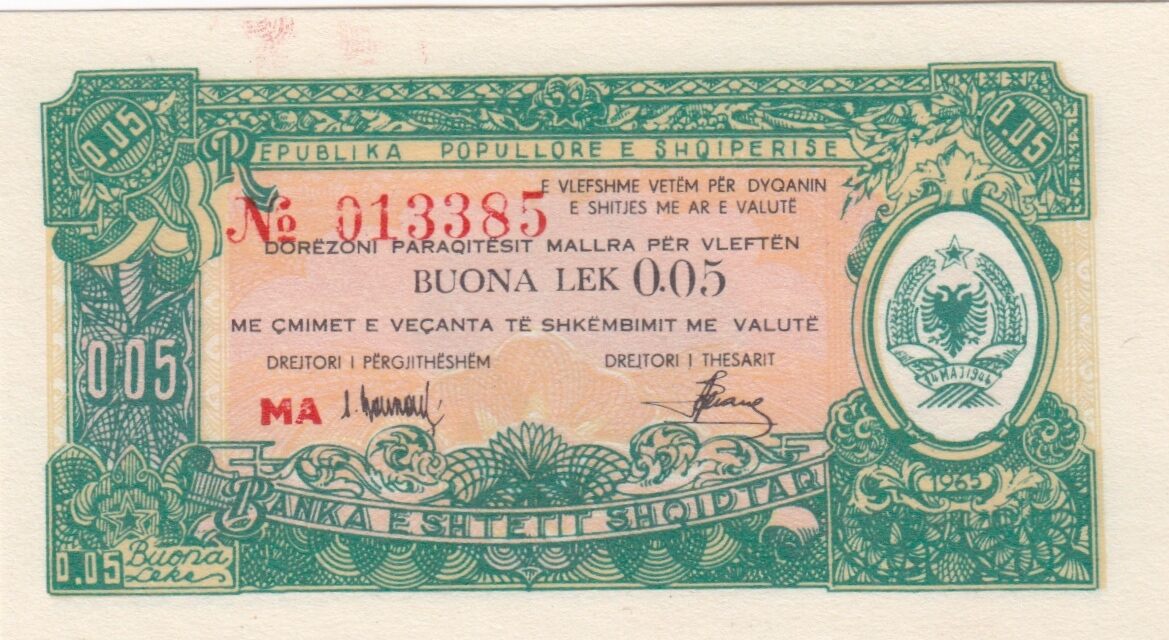 0.05
0.05
REPUBLIKA POPULLORE E SHQIPERISE
E VLEFSHME VETËM PËR DYQANIN
E SHITJES ME AR E VALUTË
№ 013385
DORËZONI PARAQITËSIT MALLRA PËR VLEFTËN
BUONA LEK 0.05
ME ÇMIMET E VEÇANTA TË SHKËMBIMIT ME VALUTË
0.05
DREJTORI I PËRGJITHËSHËM
DREJTORI I THESARIT
14 MAJ 1944
MA
1965
BANKA E SHTETIT SHQIPTAR
0.05 Buona
Leke